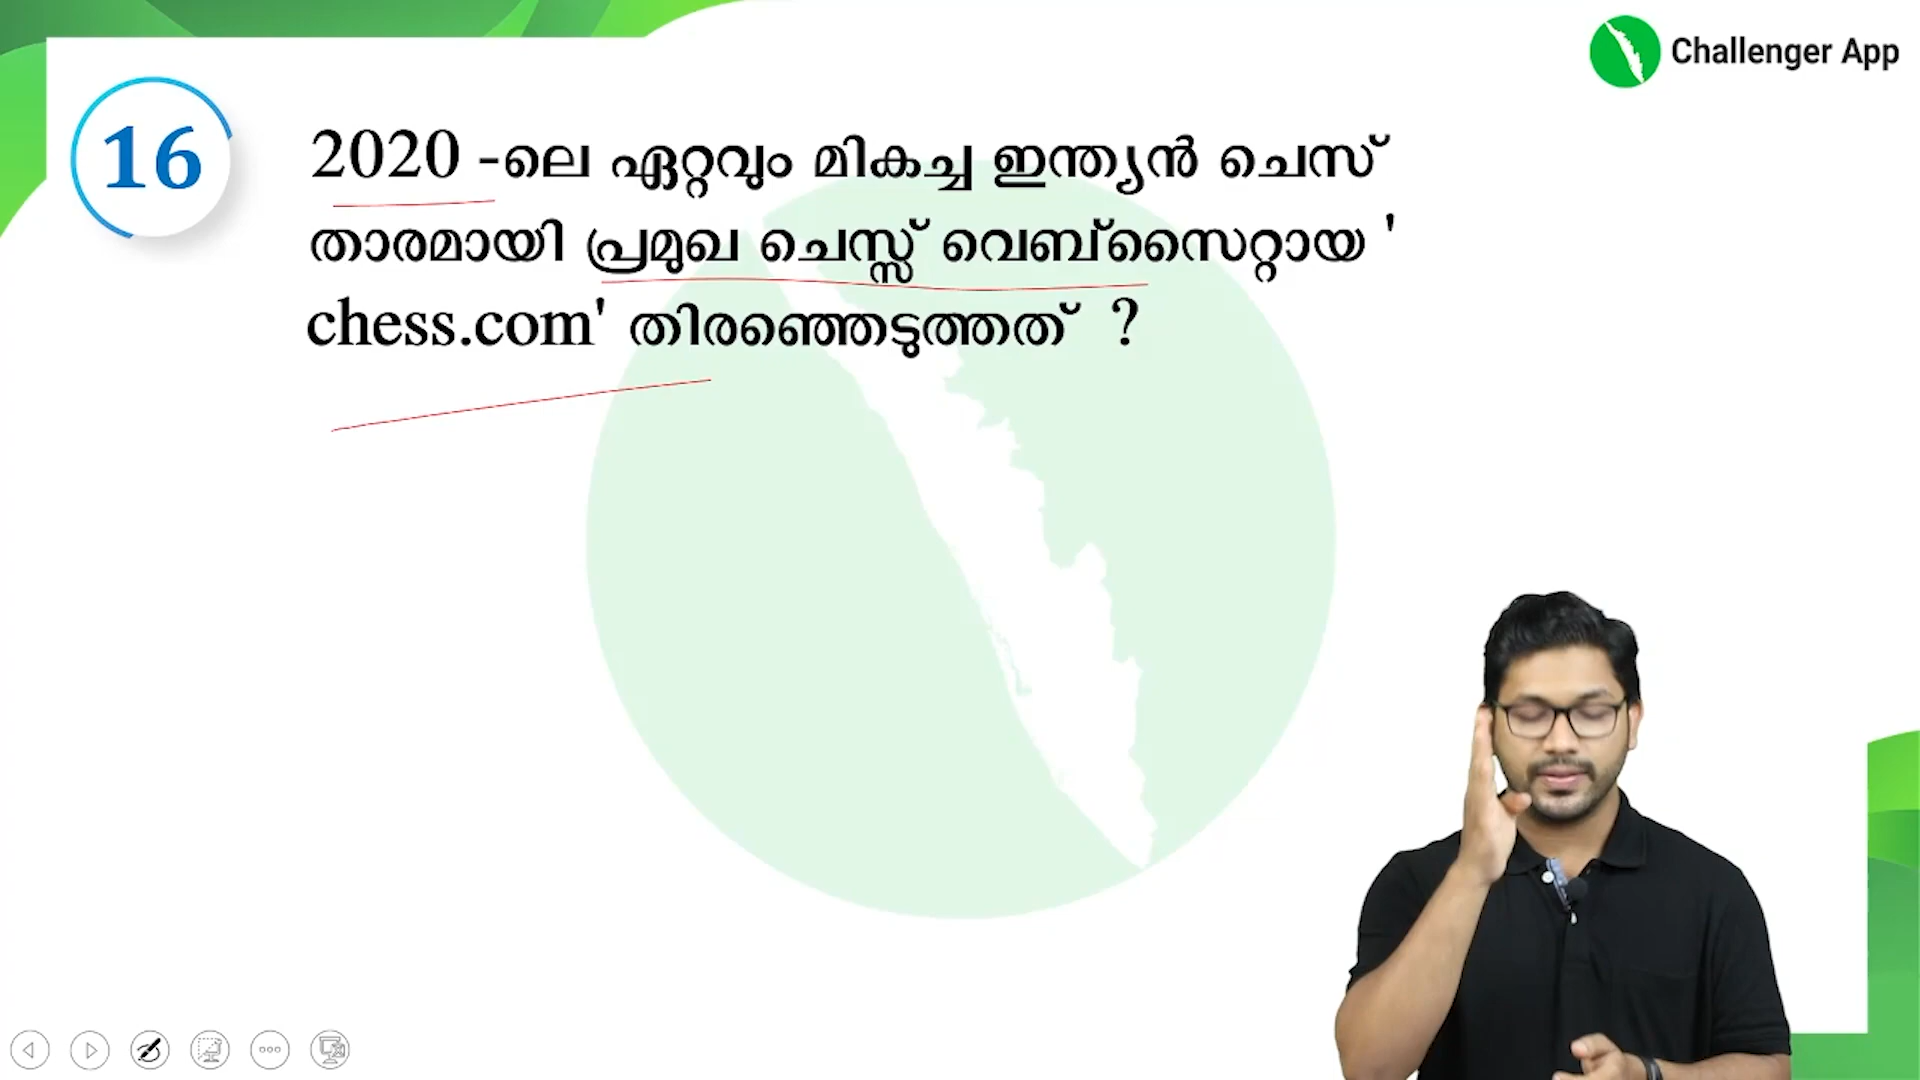 Challenger App
16
2020 -ലെ ഏറ്റവും മികച്ച ഇന്ത്യൻ ചെസ്
താരമായി പ്രമുഖ ചെസ്സ് വെബ്സൈറ്റായ '
chess.com' തിരഞ്ഞെടുത്തത് ?